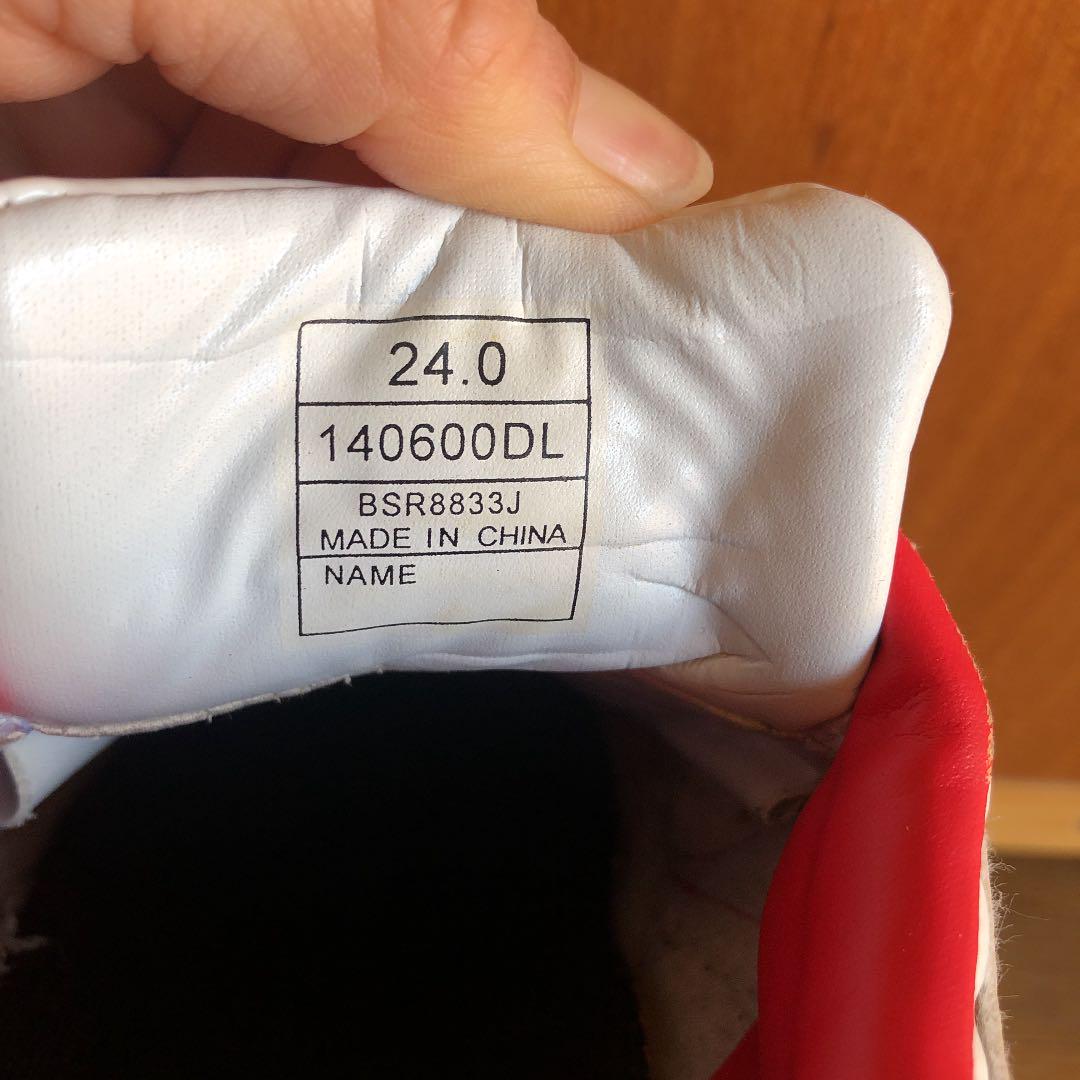 24.0
140600DL
BSR8833J
MADE IN CHINA
NAME